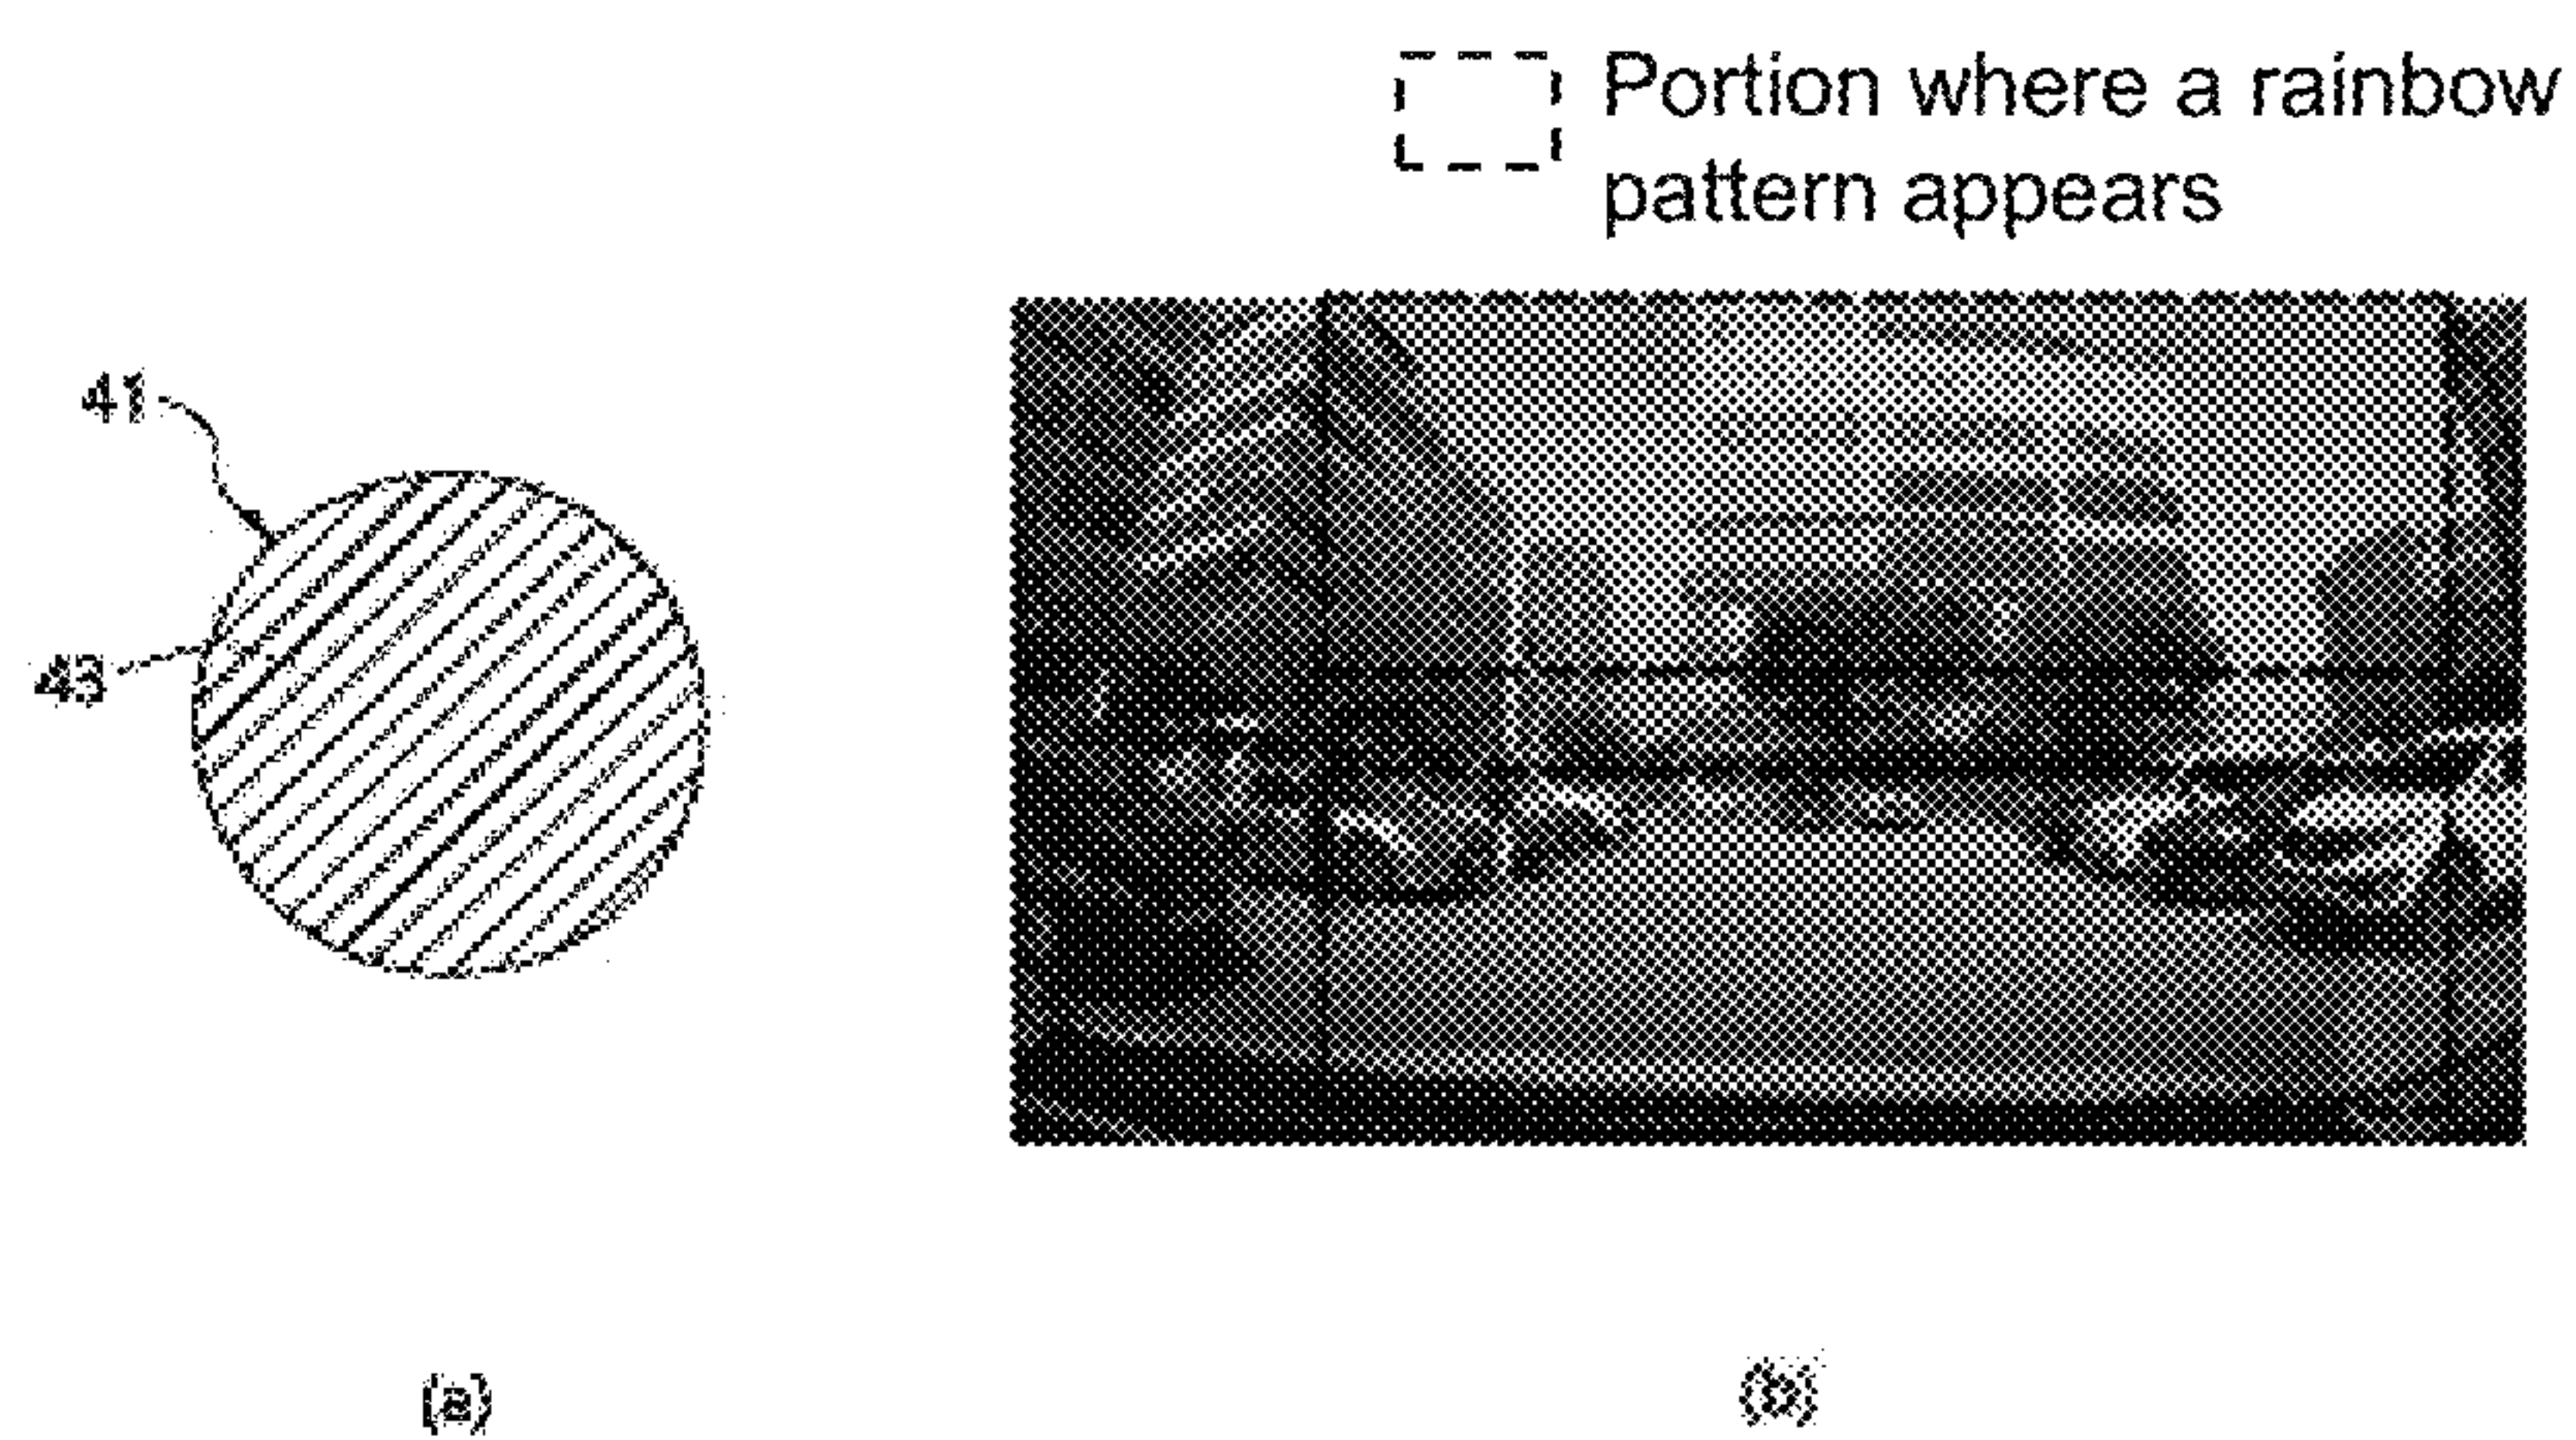 Portion where a rainbow
pattern appears
41
43
(a)
(b)